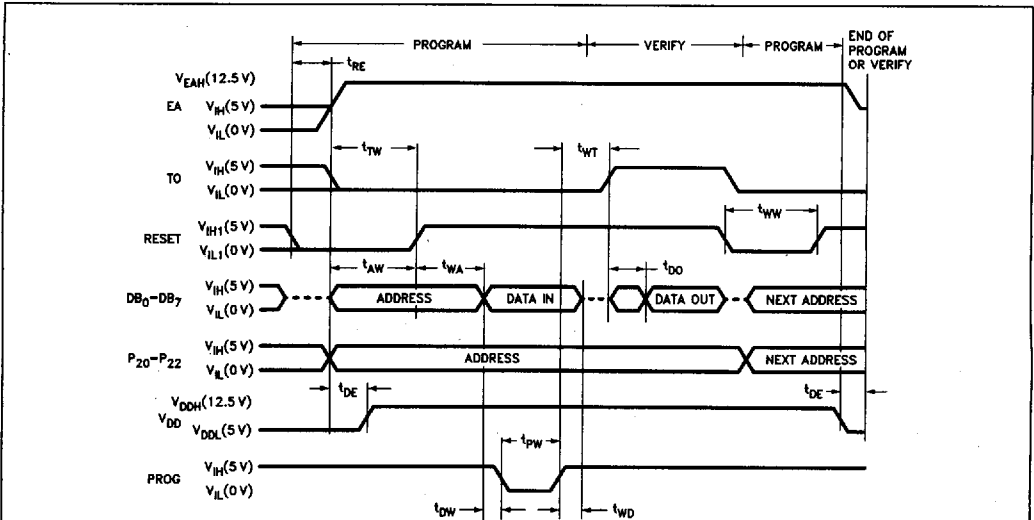 PROGRAM VERIFY PROGRAM END OF PROGRAM OR VERIFY
tRE
VEAH(12.5 V)
EA VIH(5 V)
VIL(0 V)
tTW tWT
TO VIH(5 V)
VIL(0 V)
tWW
RESET VIH1(5 V)
VIL1(0 V)
tAW tWA tDO
DB0–DB7 VIH(5 V)
VIL(0 V)
ADDRESS DATA IN DATA OUT NEXT ADDRESS
P20–P22 VIH(5 V)
VIL(0 V)
ADDRESS NEXT ADDRESS
tDE tDE
VDDH(12.5 V)
VDD
VDDL(5 V)
tPW
PROG VIH(5 V)
VIL(0 V)
tDW tWD